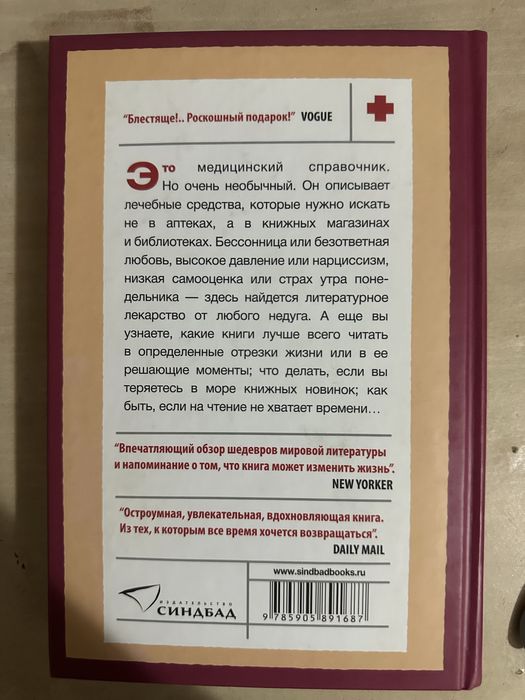 “Блестяще!.. Роскошный подарок!” VOGUE
Это медицинский справочник.
Но очень необычный. Он описывает
лечебные средства, которые нужно искать
не в аптеках, а в книжных магазинах
и библиотеках. Бессонница или безответная
любовь, высокое давление или нарциссизм,
низкая самооценка или страх утра поне-
дельника — здесь найдется литературное
лекарство от любого недуга. А еще вы
узнаете, какие книги лучше всего читать
в определенные отрезки жизни или в ее
решающие моменты; что делать, если вы
теряетесь в море книжных новинок; как
быть, если на чтение не хватает времени...
“Впечатляющий обзор шедевров мировой литературы
и напоминание о том, что книга может изменить жизнь”.
NEW YORKER
“Остроумная, увлекательная, вдохновляющая книга.
Из тех, к которым все время хочется возвращаться”.
DAILY MAIL
www.sindbadbooks.ru
ИЗДАТЕЛЬСТВО
СИНДБАД
9 785905 891687